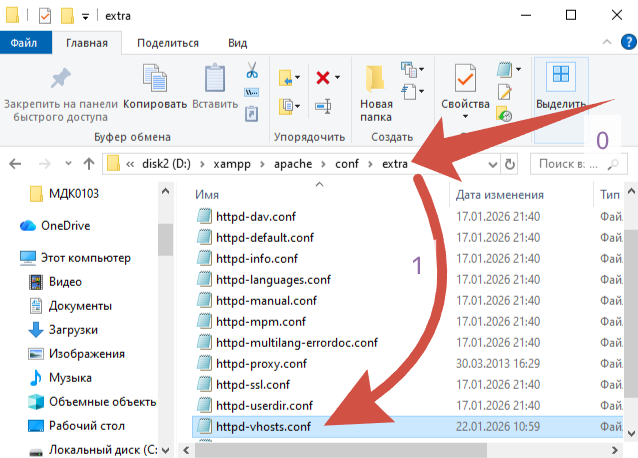 extra
Файл Главная Поделиться Вид
Закрепить на панели быстрого доступа
Копировать
Вставить
Буфер обмена
Упорядочить
Новая папка
Создать
Свойства
Выделить
0
« disk2 (D:) > xampp > apache > conf > extra
Поиск в: ...
МДК0103
OneDrive
Этот компьютер
Видео
Документы
Загрузки
Изображения
Музыка
Объемные объекты
Рабочий стол
Локальный диск (C:
Имя Дата изменения Тип
httpd-dav.conf 17.01.2026 21:40 Фай.
httpd-default.conf 17.01.2026 21:40 Фай.
httpd-info.conf 17.01.2026 21:40 Фай.
httpd-languages.conf 17.01.2026 21:40 Фай.
httpd-manual.conf 17.01.2026 21:40 Фай.
httpd-mpm.conf 17.01.2026 21:40 Фай.
httpd-multilang-errordoc.conf 17.01.2026 21:40 Фай.
httpd-proxy.conf 30.03.2013 16:29 Фай.
httpd-ssl.conf 17.01.2026 21:40 Фай.
httpd-userdir.conf 17.01.2026 21:40 Фай.
httpd-vhosts.conf 22.01.2026 10:59 Фай.
1